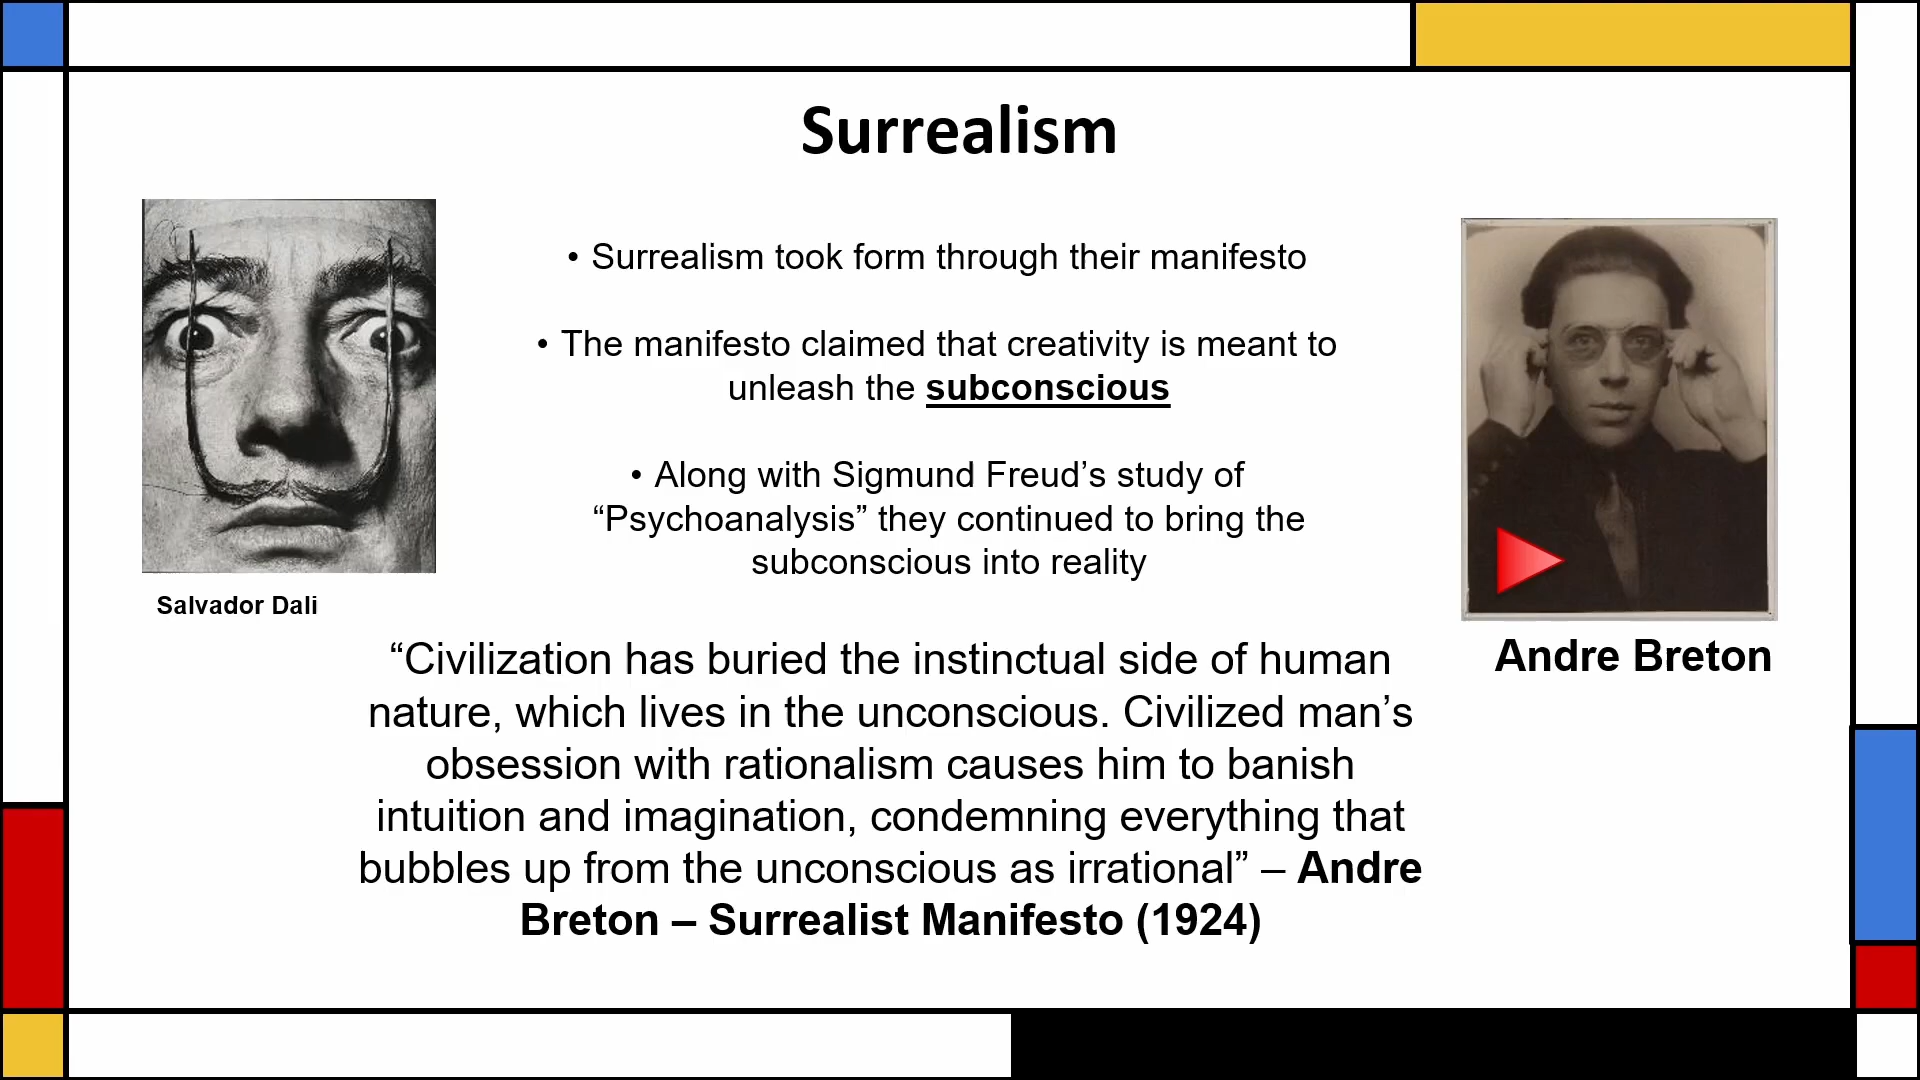 Surrealism
• Surrealism took form through their manifesto
• The manifesto claimed that creativity is meant to
unleash the subconscious
• Along with Sigmund Freud’s study of
“Psychoanalysis” they continued to bring the
subconscious into reality
Salvador Dali
“Civilization has buried the instinctual side of human
nature, which lives in the unconscious. Civilized man’s
obsession with rationalism causes him to banish
intuition and imagination, condemning everything that
bubbles up from the unconscious as irrational” – Andre
Breton – Surrealist Manifesto (1924)
Andre Breton